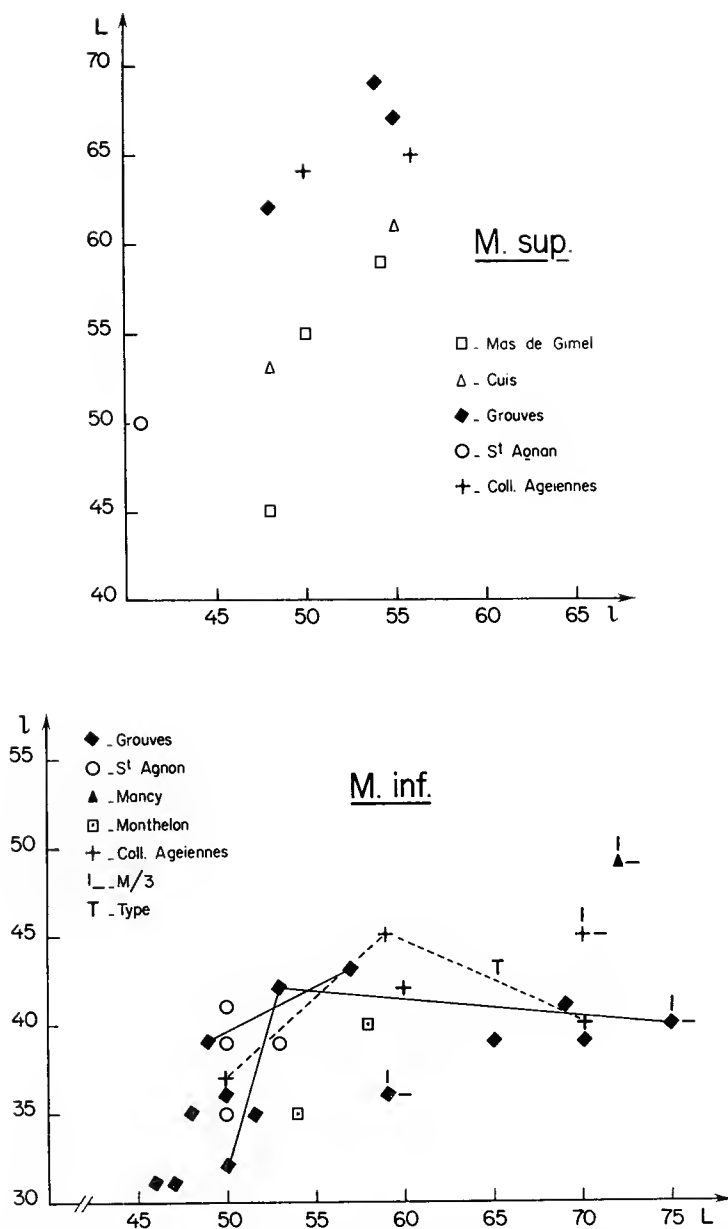 L
70
65
60
55
50
45
40
45 50 55 60 65 l
M. sup.
□ - Mas de Gimel
△ - Cuis
◆ - Grouves
○ - Sᵗ Agnan
+ - Coll. Ageiennes
l
55
50
45
40
35
30
45 50 55 60 65 70 75 L
M. inf.
◆ - Grouves
○ - Sᵗ Agnon
▲ - Mancy
⊡ - Monthelon
+ - Coll. Ageiennes
|_ - M/3
T - Type
T